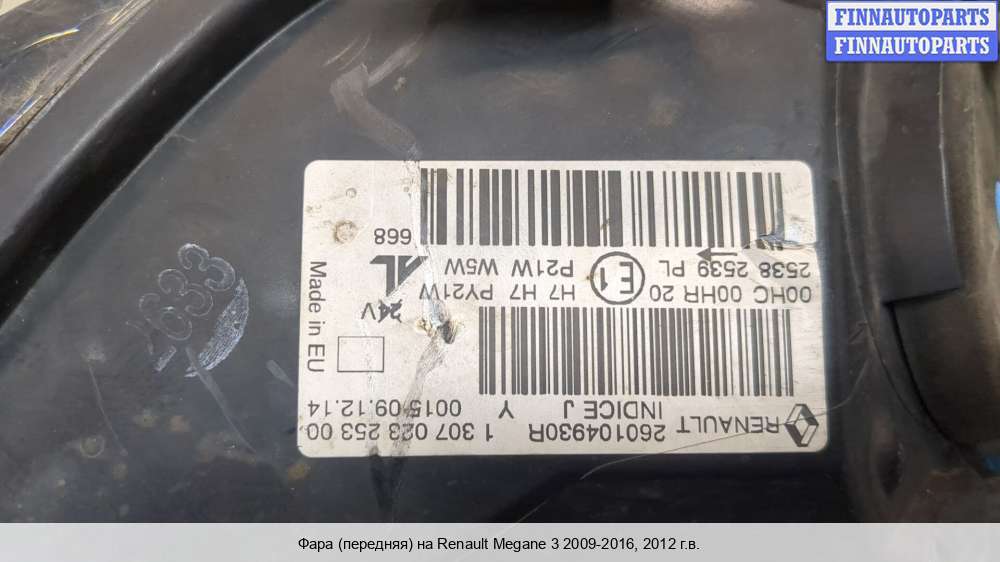 FINNAUTOPARTS
FINNAUTOPARTS
RENAULT 260104930R 1 307 023 253 00
INDICE J Y 0015 09.12.14
00HC 00HR 20 E1 H7 H7 PY21W 24V
2538 2539 PL P21W W5W AL
668
Made in EU
Фара (передняя) на Renault Megane 3 2009-2016, 2012 г.в.